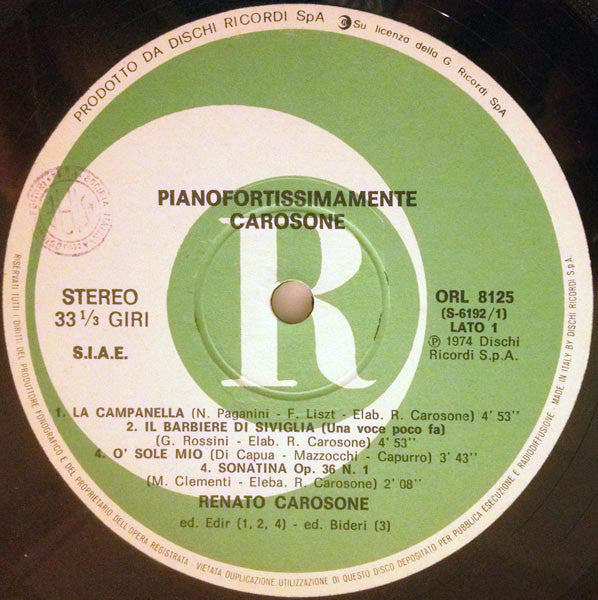 PRODOTTO DA DISCHI RICORDI SpA
Su licenza della G. Ricordi SpA
PIANOFORTISSIMAMENTE
CAROSONE
R
STEREO
33 1/3 GIRI
S.I.A.E.
ORL 8125
(S-6192/1)
LATO 1
Ⓟ 1974 Dischi
Ricordi S.p.A.
1. LA CAMPANELLA (N. Paganini - F. Liszt - Elab. R. Carosone) 4' 53''
2. IL BARBIERE DI SIVIGLIA (Una voce poco fa)
(G. Rossini - Elab. R. Carosone) 4' 53''
4. O' SOLE MIO (Di Capua - Mazzocchi - Capurro) 3' 43''
4. SONATINA Op. 36 N. 1
(M. Clementi - Eleba. R. Carosone) 2' 08''
RENATO CAROSONE
ed. Edir (1, 2, 4) - ed. Bideri (3)
RISERVATI TUTTI I DIRITTI DEL PRODUTTORE FONOGRAFICO E DEL PROPRIETARIO DELL'OPERA REGISTRATA - VIETATA DUPLICAZIONE UTILIZZAZIONE DI QUESTO DISCO DEPOSITATO PER PUBBLICA ESECUZIONE E RADIODIFFUSIONE - MADE IN ITALY BY DISCHI RICORDI S.p.A.